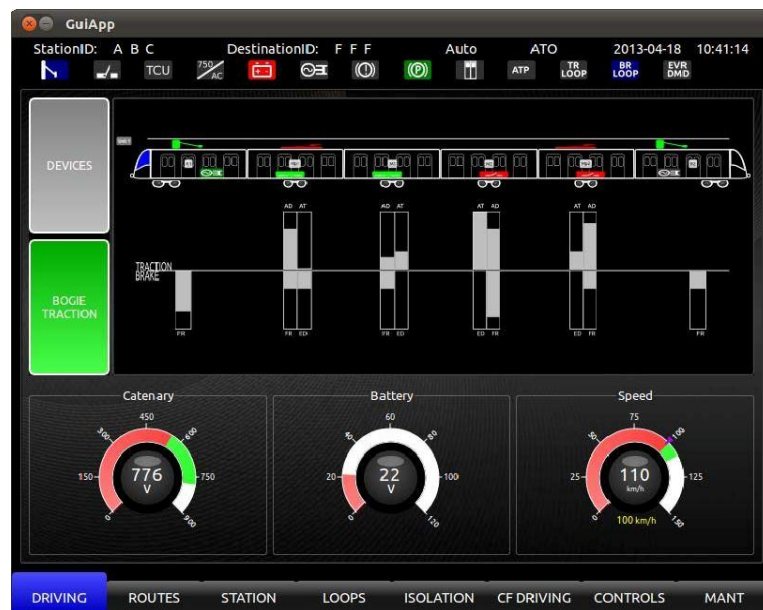 GuiApp
StationID: A B C DestinationID: F F F Auto ATO 2013-04-18 10:41:14
TCU 750/AC (!) (P) ATP TR LOOP BR LOOP EVR DMD
DEVICES
AD AT AD AT AT AD AT AD
TRACTION
BRAKE
BOGIE
TRACTION
FR FR ED FR ED ED FR ED FR FR
Catenary
Battery
Speed
0 150 300 450 600 750 900
776
V
0 20 40 60 80 100 120
22
V
0 25 50 75 100 125 150
110
km/h
100 km/h
DRIVING ROUTES STATION LOOPS ISOLATION CF DRIVING CONTROLS MANT